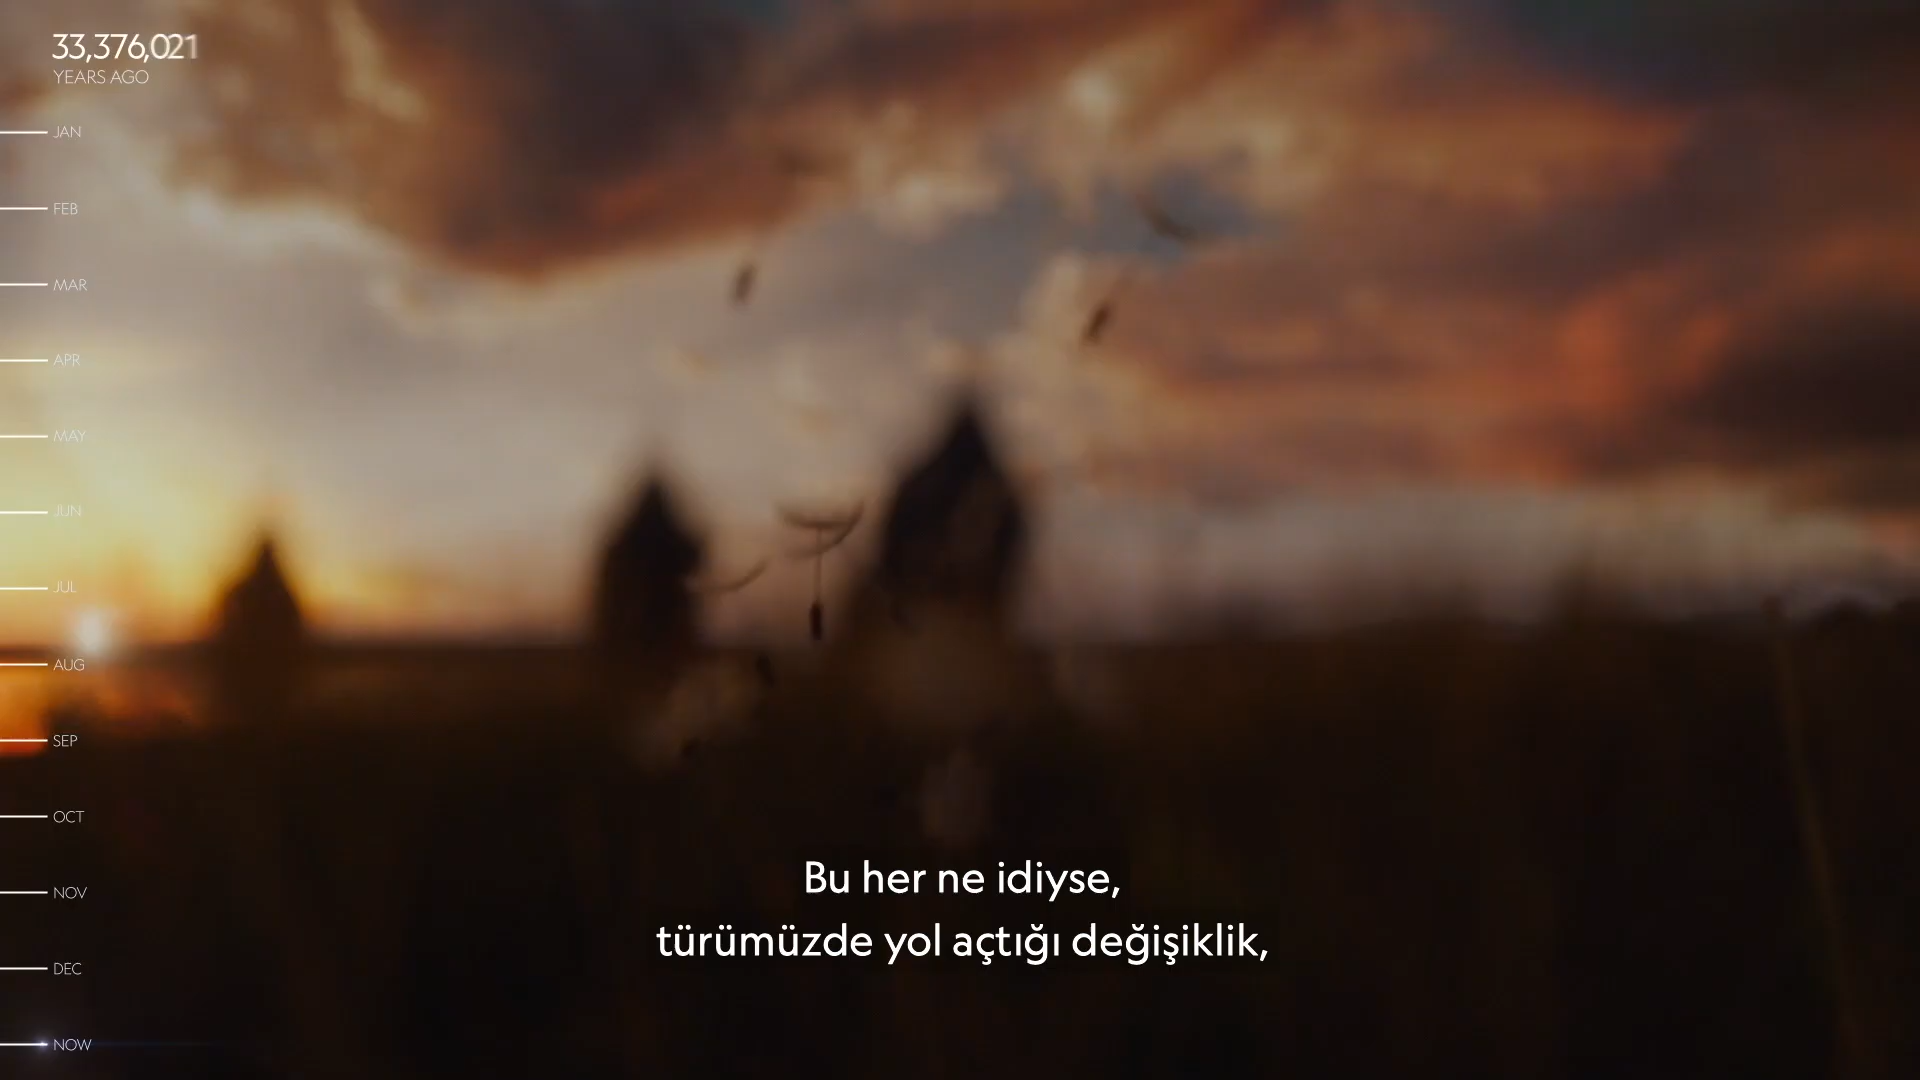 33,376,021
YEARS AGO
JAN
FEB
MAR
APR
MAY
JUN
JUL
AUG
SEP
OCT
NOV
DEC
NOW
Bu her ne idiyse,
türümüzde yol açtığı değişiklik,